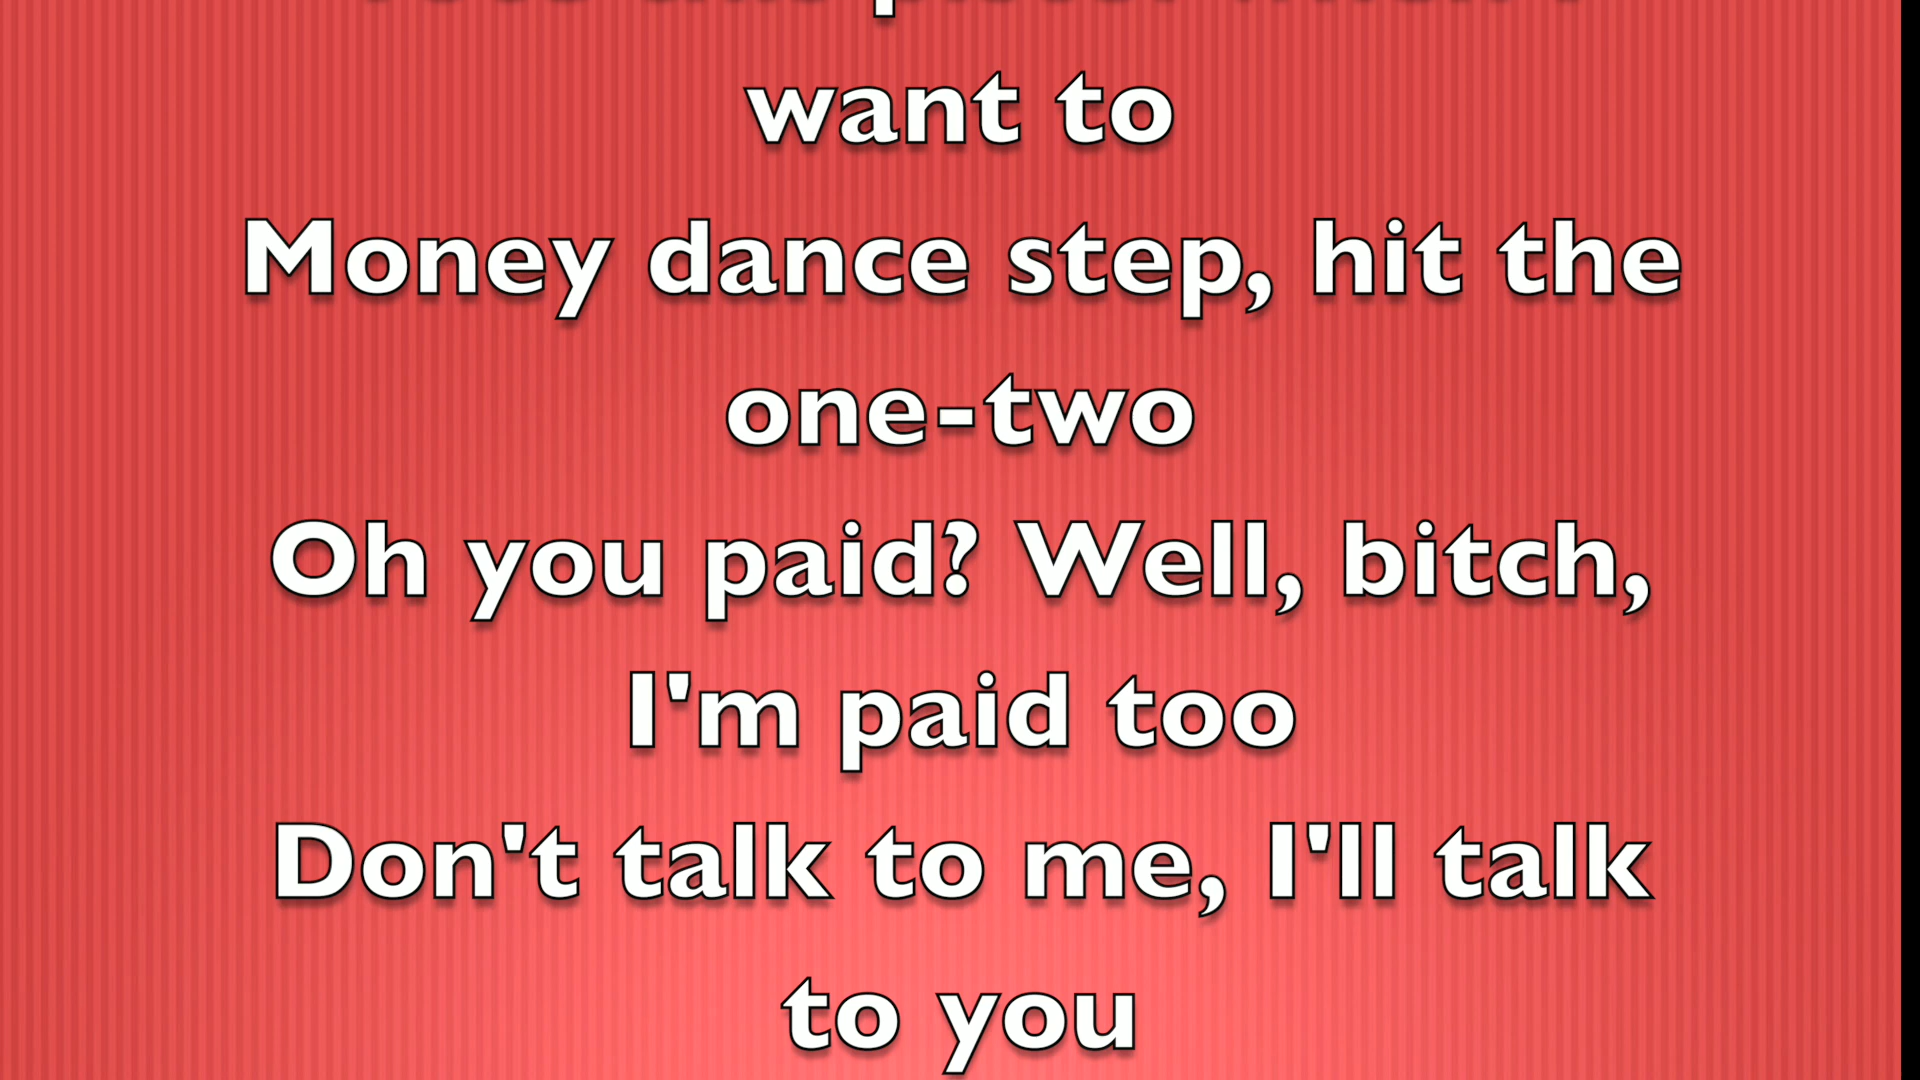 want to
Money dance step, hit the
one-two
Oh you paid? Well, bitch,
I'm paid too
Don't talk to me, I'll talk
to you